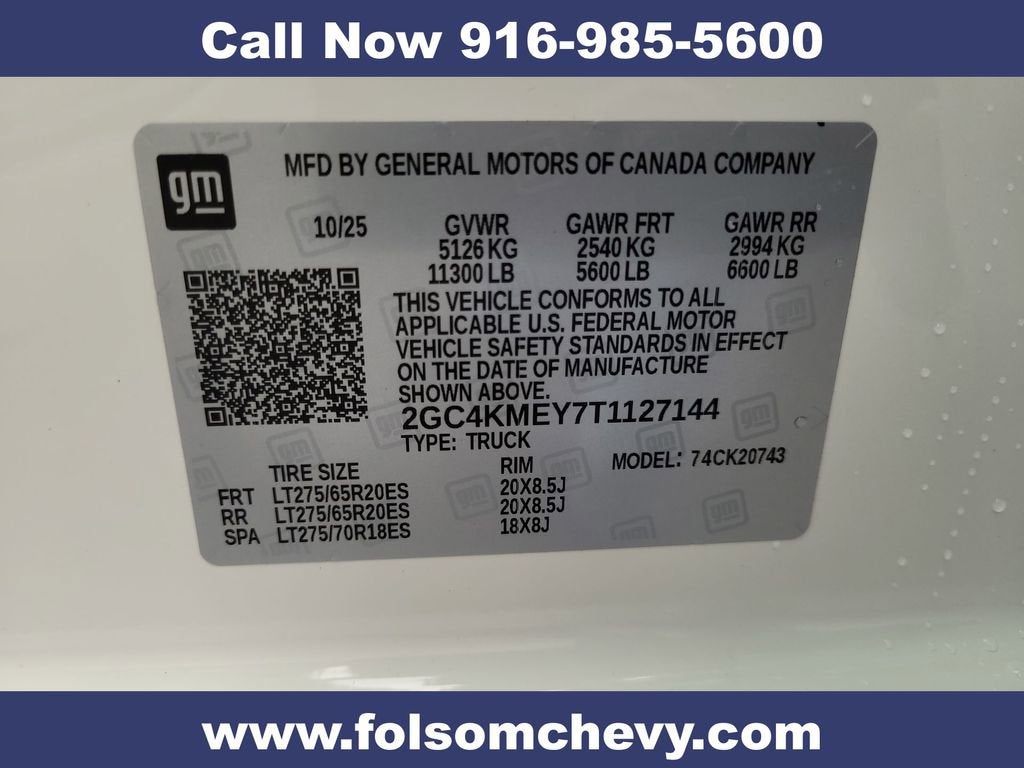 Call Now 916-985-5600
gm
MFD BY GENERAL MOTORS OF CANADA COMPANY
10/25 GVWR GAWR FRT GAWR RR
5126 KG 2540 KG 2994 KG
11300 LB 5600 LB 6600 LB
THIS VEHICLE CONFORMS TO ALL
APPLICABLE U.S. FEDERAL MOTOR
VEHICLE SAFETY STANDARDS IN EFFECT
ON THE DATE OF MANUFACTURE
SHOWN ABOVE.
2GC4KMEY7T1127144
TYPE: TRUCK
MODEL: 74CK20743
TIRE SIZE RIM
FRT LT275/65R20ES 20X8.5J
RR LT275/65R20ES 20X8.5J
SPA LT275/70R18ES 18X8J
www.folsomchevy.com